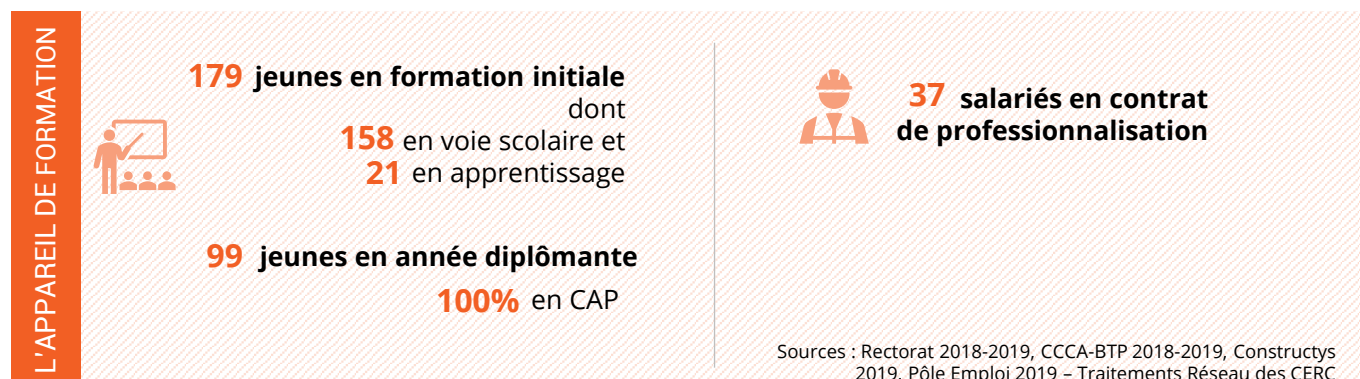 L'APPAREIL DE FORMATION
179 jeunes en formation initiale
dont
158 en voie scolaire et
21 en apprentissage
99 jeunes en année diplômante
100% en CAP
37 salariés en contrat
de professionnalisation
Sources : Rectorat 2018-2019, CCCA-BTP 2018-2019, Constructys
2019, Pôle Emploi 2019 – Traitements Réseau des CERC